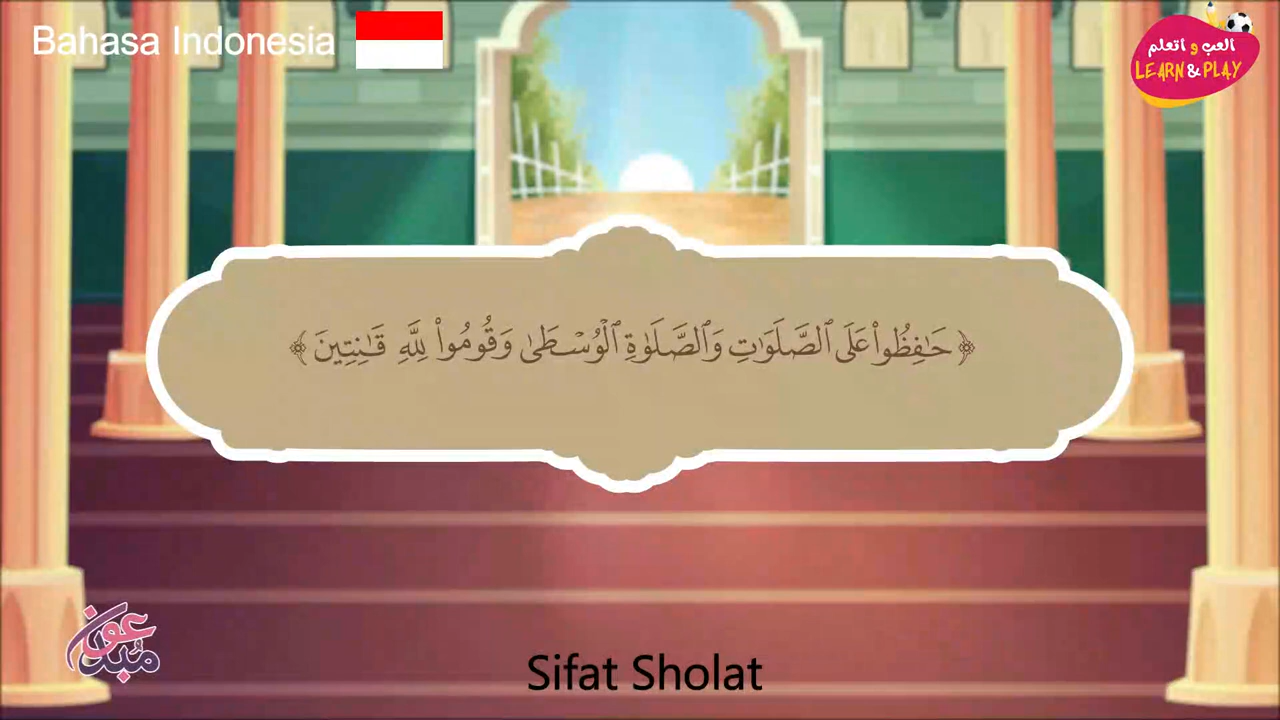 Bahasa Indonesia
العب و اتعلم
LEARN & PLAY
﴿ حَٰفِظُوا۟ عَلَى ٱلصَّلَوَٰتِ وَٱلصَّلَوٰةِ ٱلْوُسْطَىٰ وَقُومُوا۟ لِلَّهِ قَٰنِتِينَ ﴾
مبدعون
Sifat Sholat